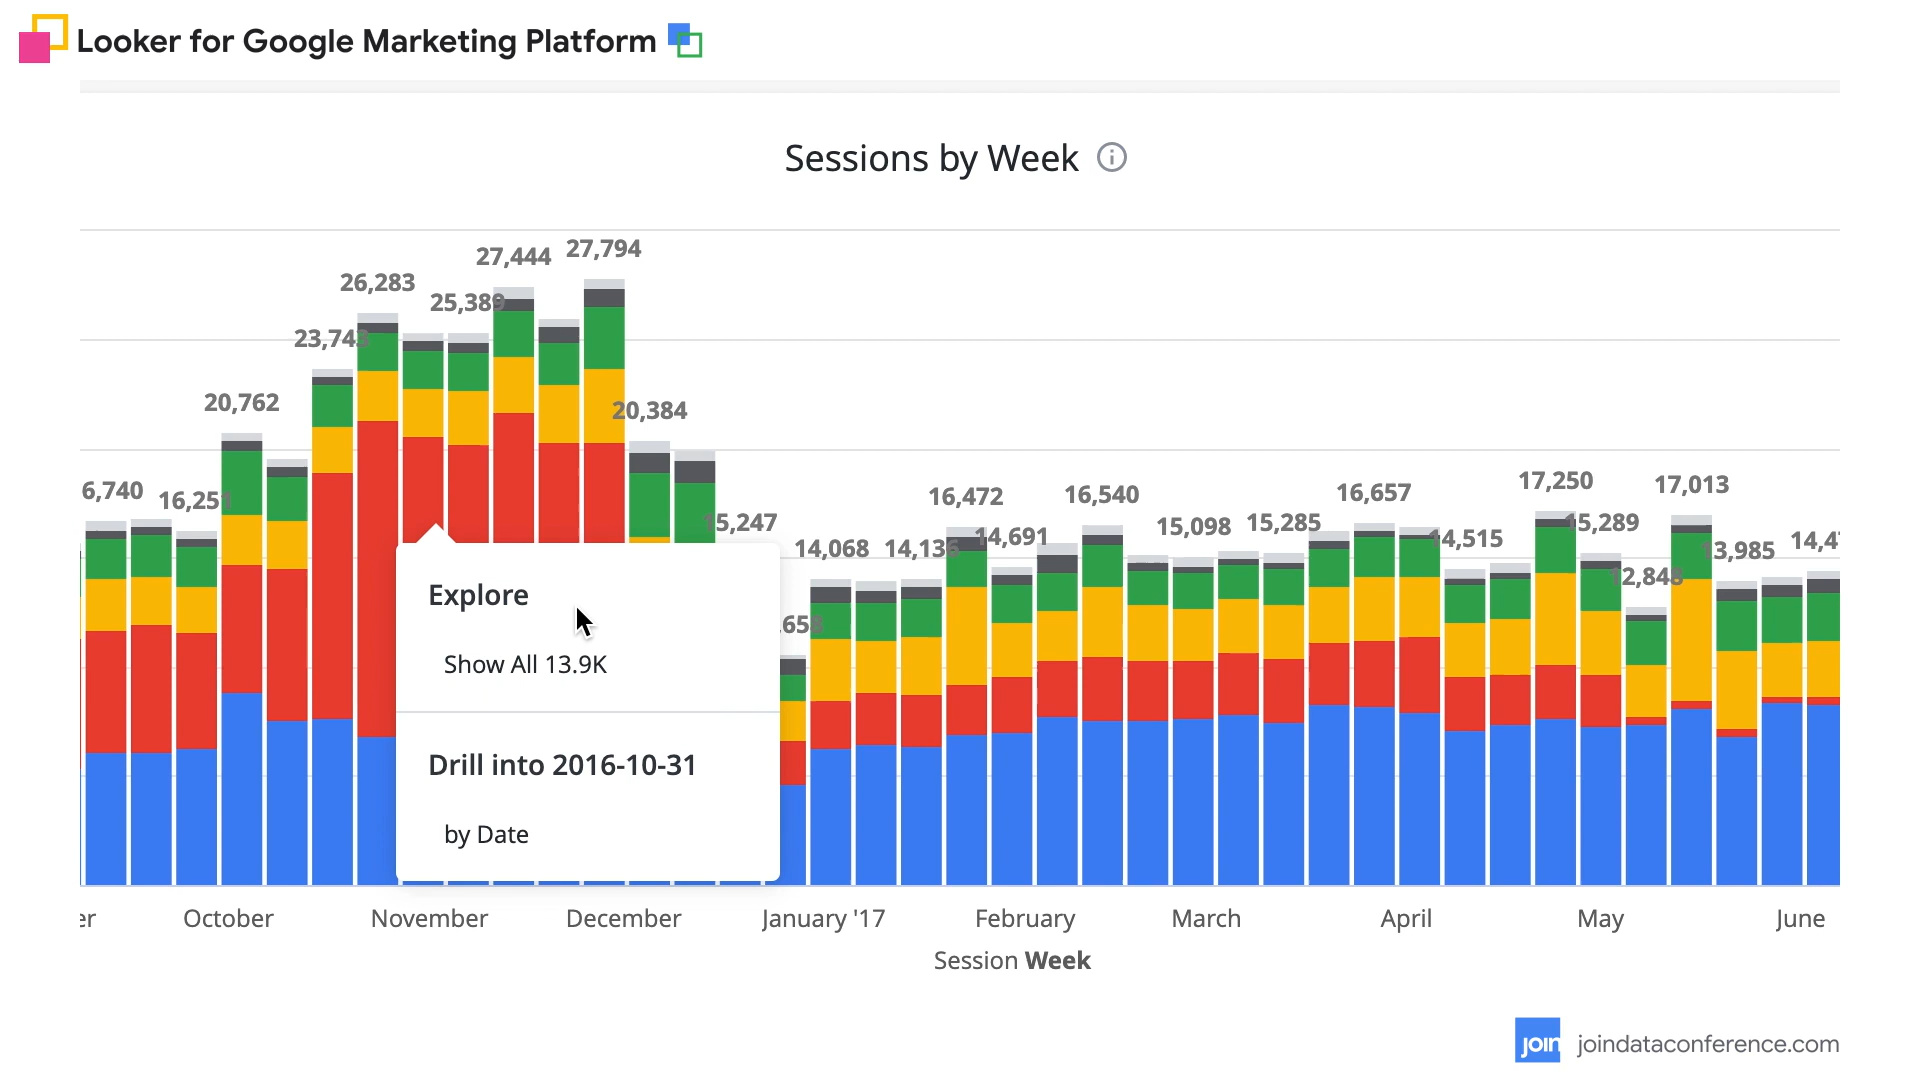 Looker for Google Marketing Platform
Sessions by Week
27,444 27,794
26,283
25,389
23,743
20,762
20,384
6,740 16,251
15,247
14,068 14,136 16,472 14,691 16,540 15,098 15,285 16,657 14,515 17,250 15,289 12,848 17,013 13,985
Explore
Show All 13.9K
Drill into 2016-10-31
by Date
October November December January '17 February March April May June
Session Week
join joindataconference.com